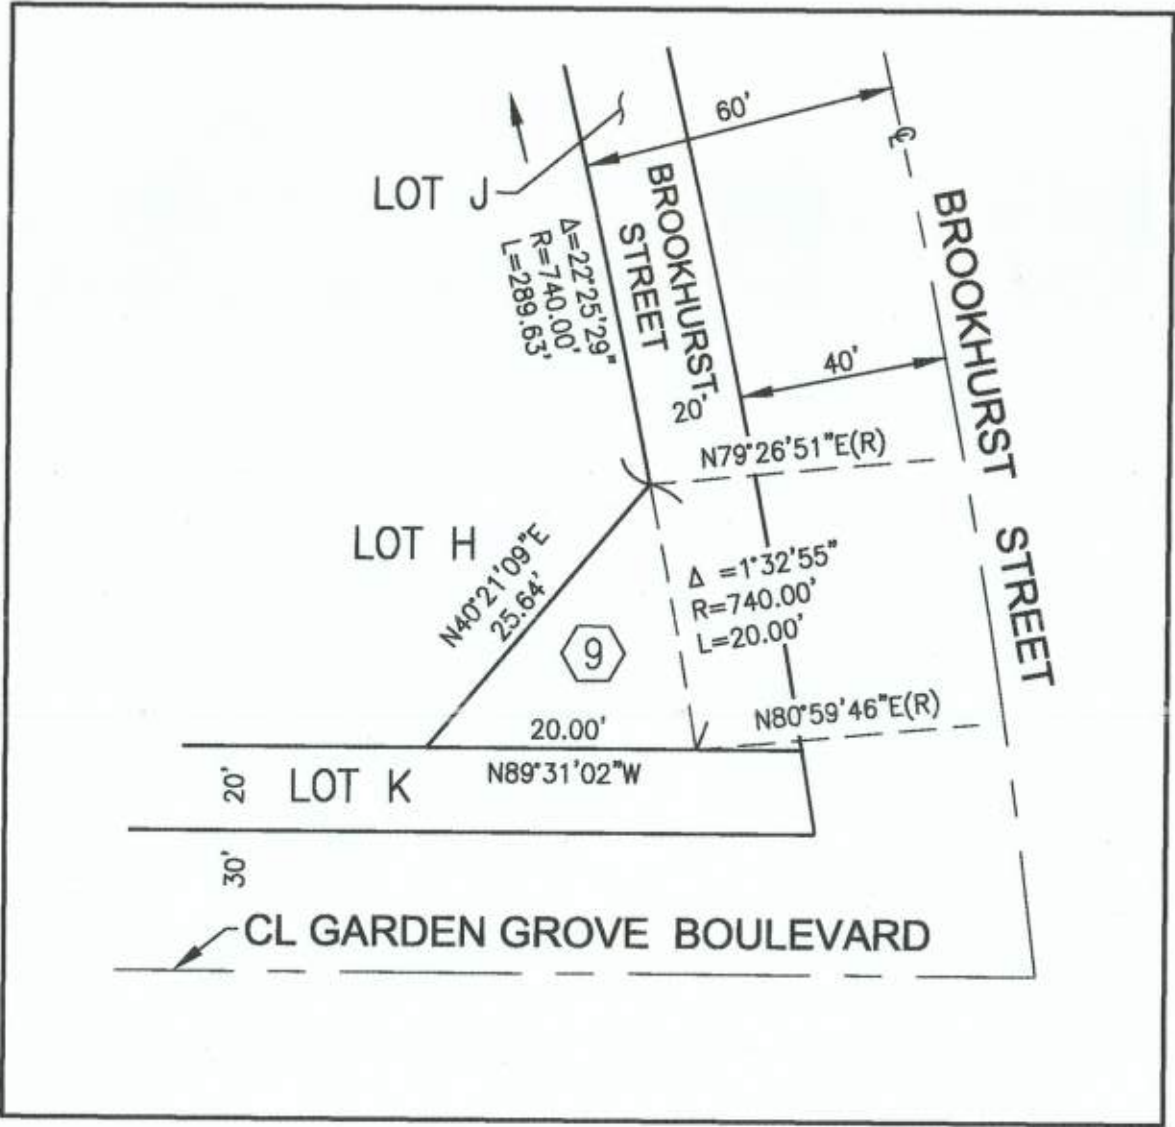 60'
℄
LOT J
BROOKHURST
STREET
BROOKHURST STREET
Δ=22°25'29"
R=740.00'
L=289.63'
40'
20'
N79°26'51"E(R)
LOT H
N40°21'09"E
25.64'
Δ =1°32'55"
R=740.00'
L=20.00'
9
N80°59'46"E(R)
20.00'
N89°31'02"W
20'
LOT K
30'
CL GARDEN GROVE BOULEVARD